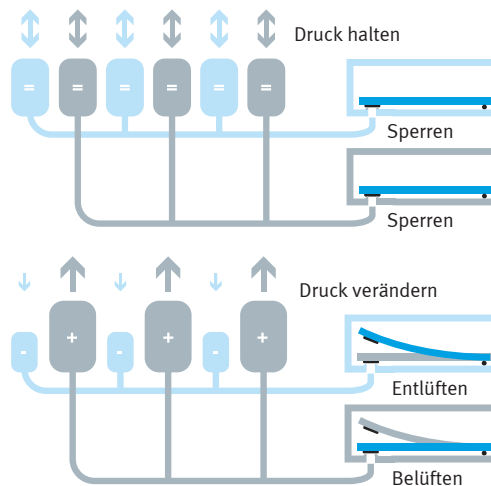 Druck halten
= = = = = =
Sperren
Sperren
Druck verändern
- + - + - +
Entlüften
Belüften